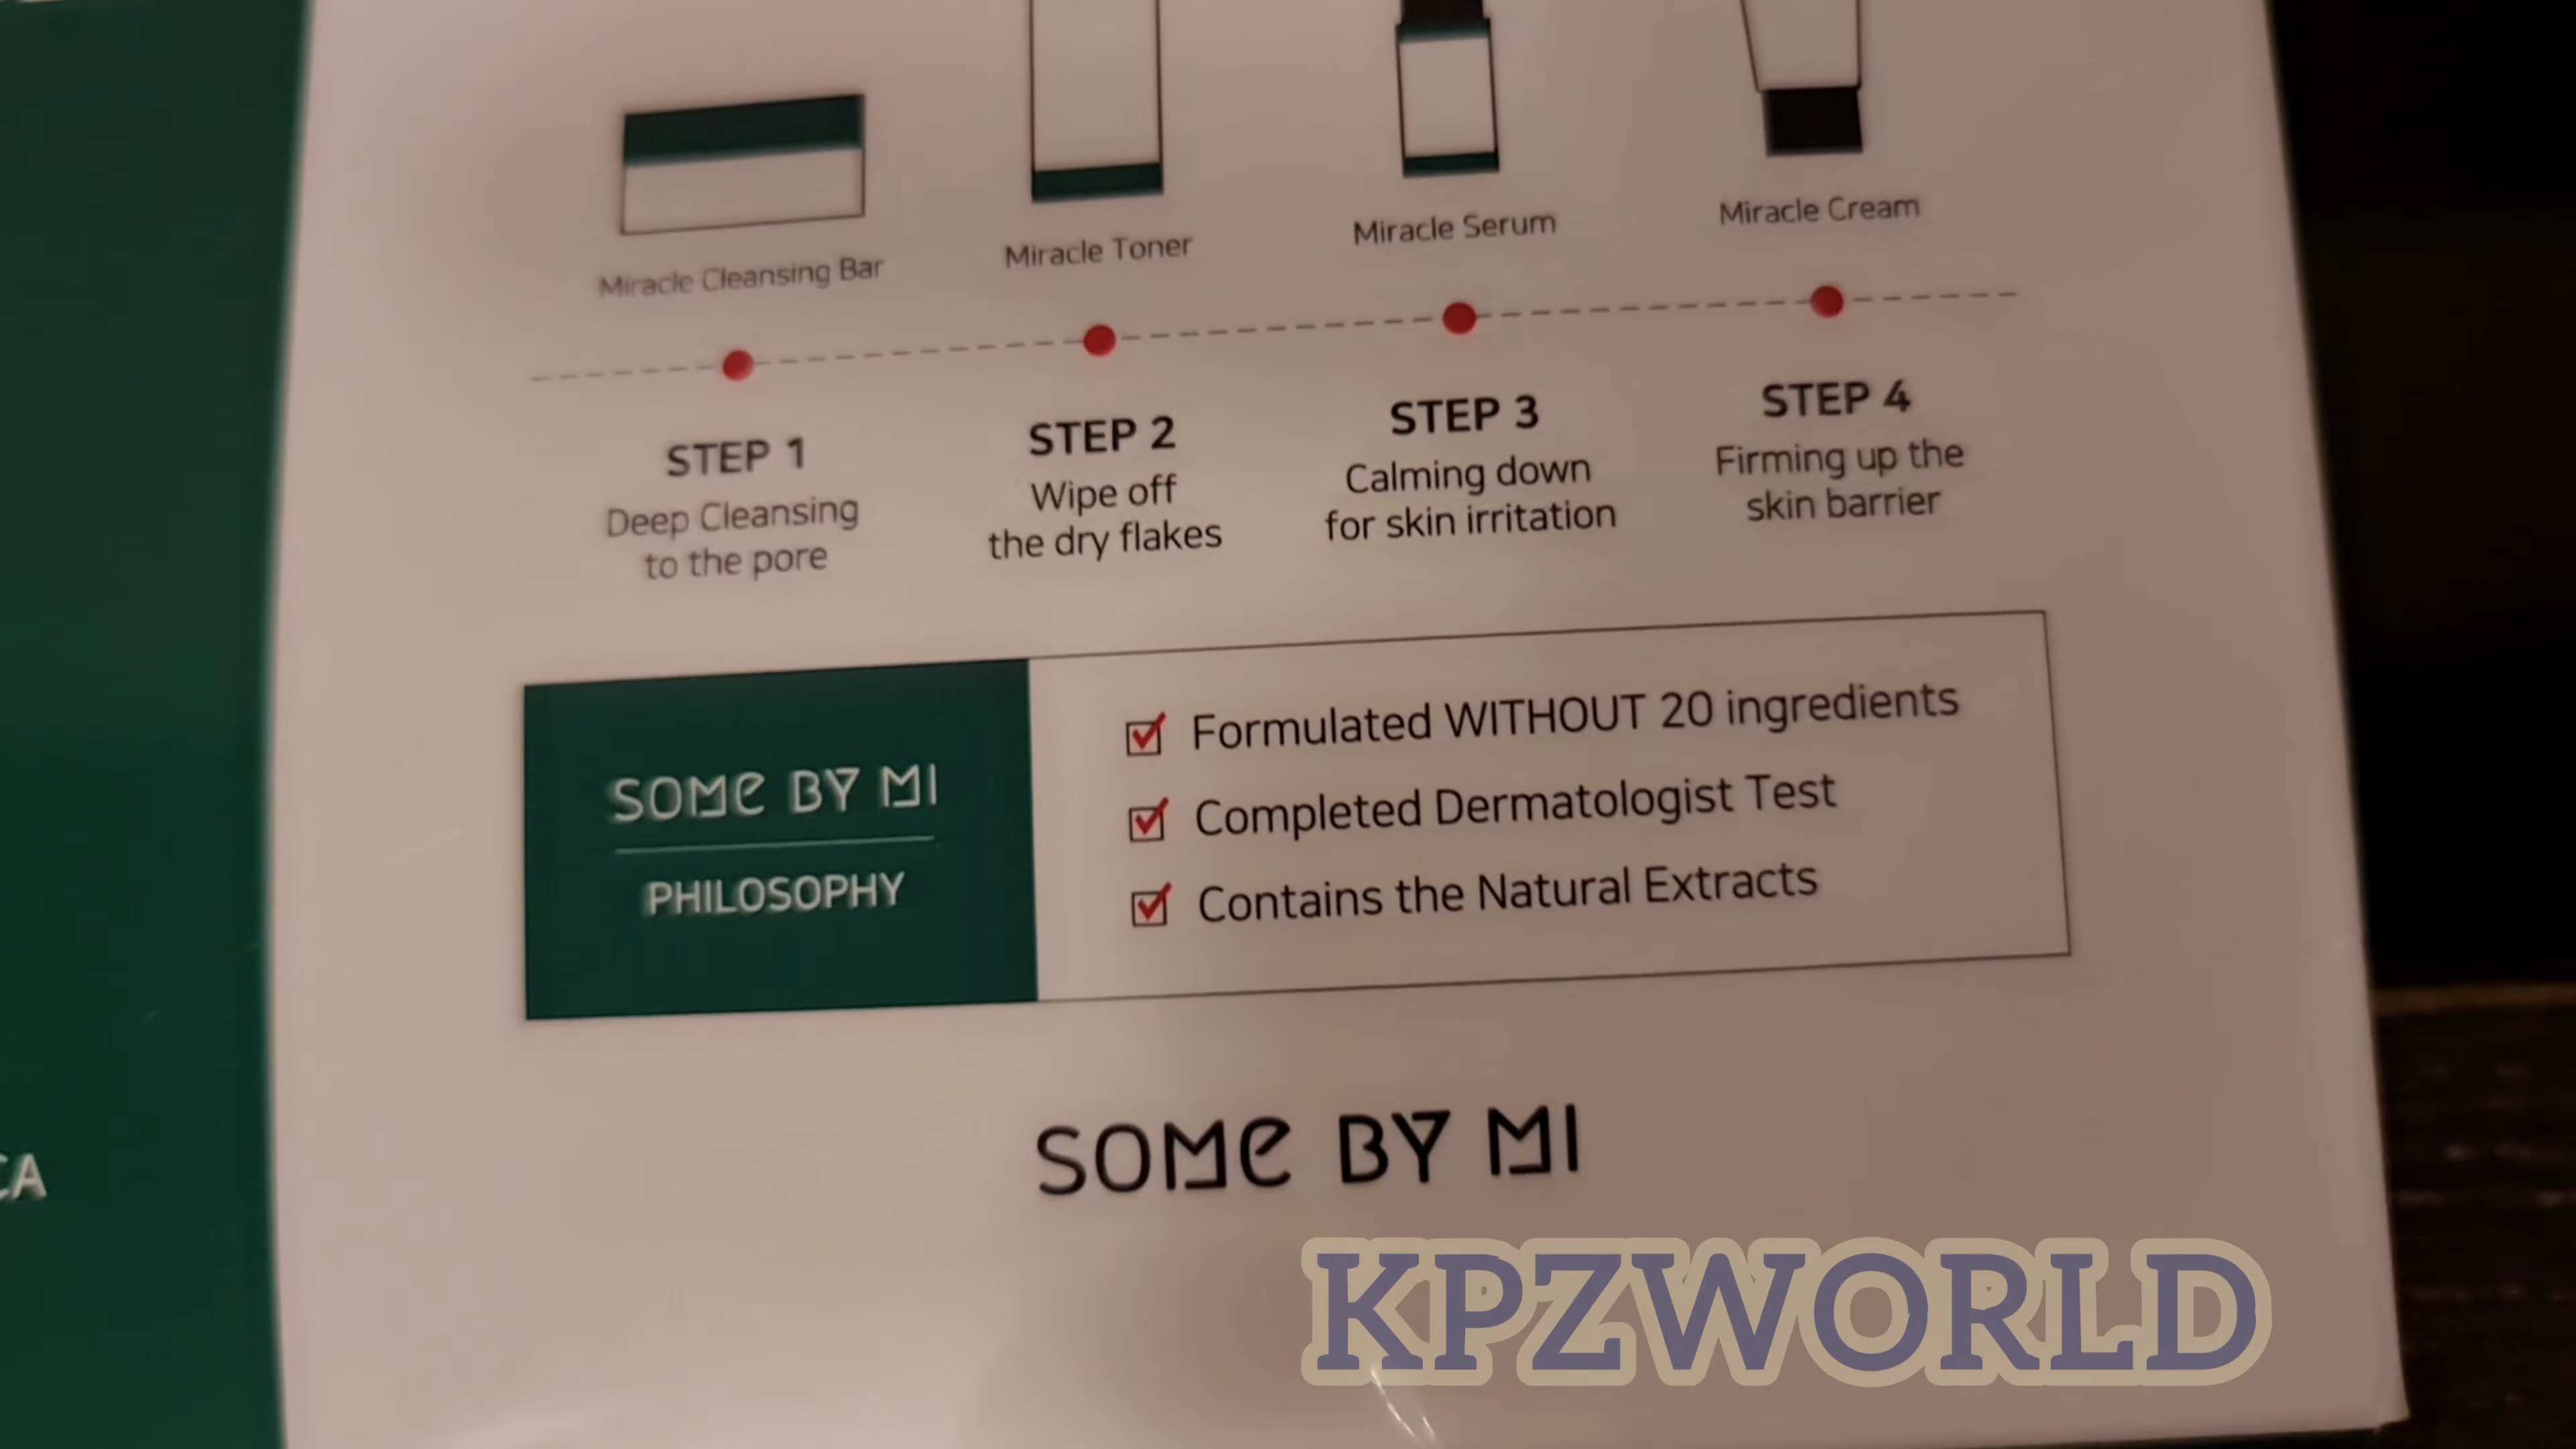 Miracle Cleansing Bar
Miracle Toner
Miracle Serum
Miracle Cream
STEP 1
Deep Cleansing
to the pore
STEP 2
Wipe off
the dry flakes
STEP 3
Calming down
for skin irritation
STEP 4
Firming up the
skin barrier
SOME BY MI
PHILOSOPHY
Formulated WITHOUT 20 ingredients
Completed Dermatologist Test
Contains the Natural Extracts
SOME BY MI
KPZWORLD